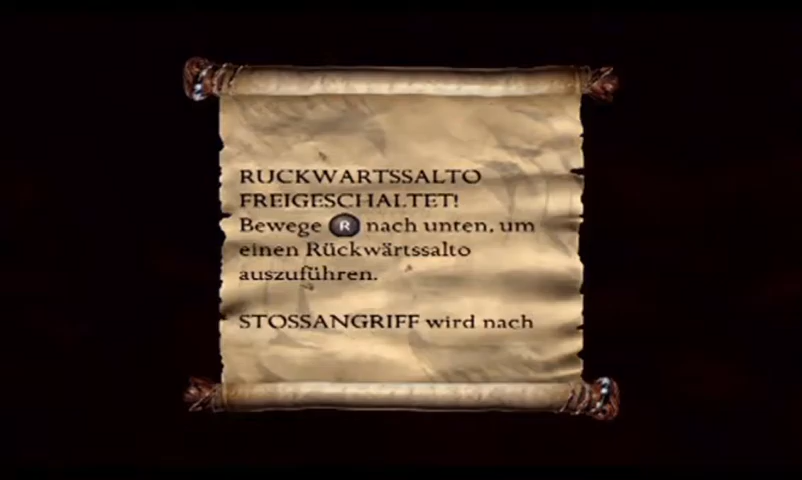 RUCKWARTSSALTO
FREIGESCHALTET!
Bewege R nach unten, um
einen Rückwärtssalto
auszuführen.
STOSSANGRIFF wird nach